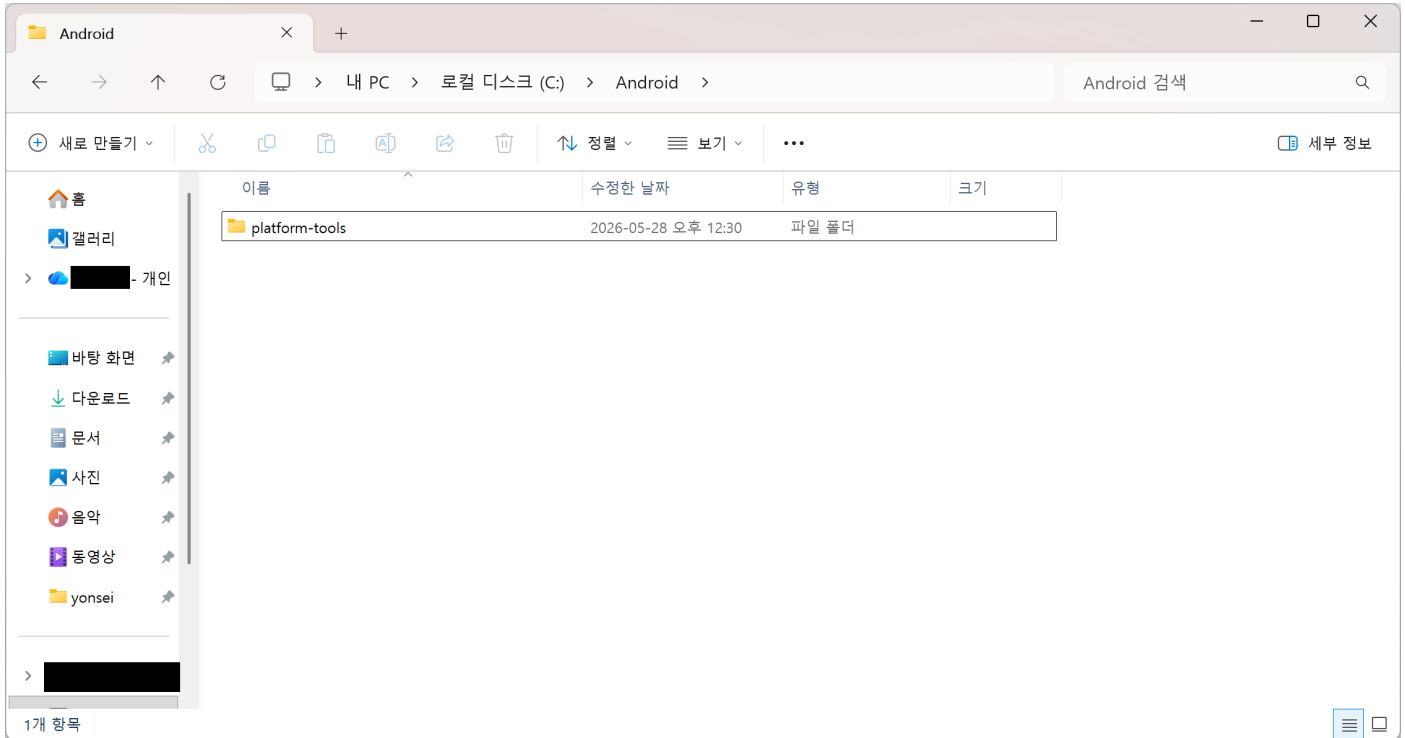 Android
내 PC > 로컬 디스크 (C:) > Android >
Android 검색
새로 만들기
정렬
보기
세부 정보
이름 수정한 날짜 유형 크기
platform-tools 2026-05-28 오후 12:30 파일 폴더
홈
갤러리
- 개인
바탕 화면
다운로드
문서
사진
음악
동영상
yonsei
1개 항목